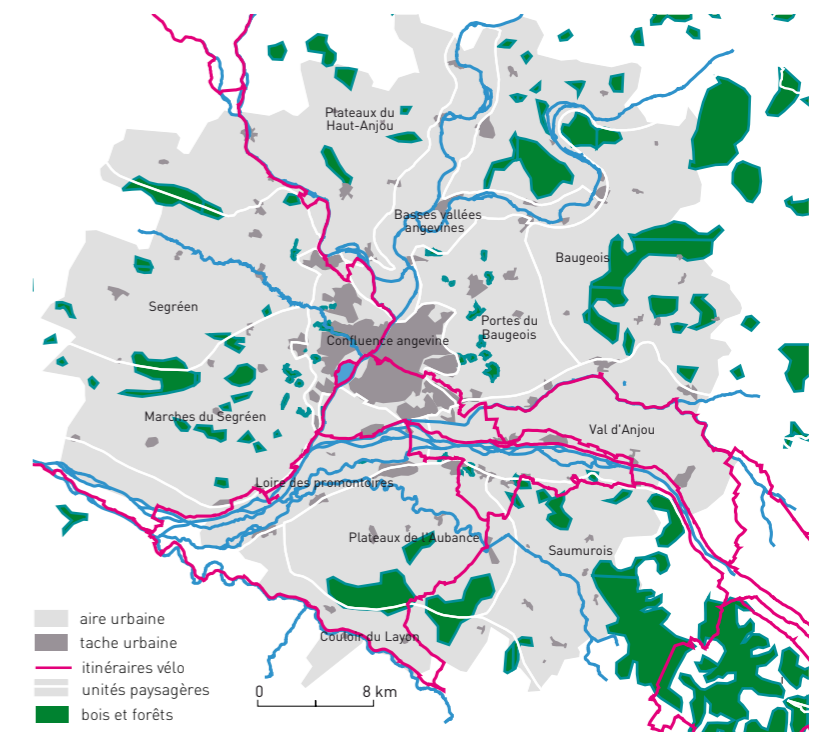 Plateaux du
Haut-Anjou
Basses vallées
angevines
Baugeois
Segréen
Portes du
Baugeois
Confluence angevine
Marches du Segréen
Val d'Anjou
Loire des promontoires
Plateaux de l'Aubance
Saumurois
Couloir du Layon
aire urbaine
tache urbaine
itinéraires vélo
unités paysagères
bois et forêts
0 8 km